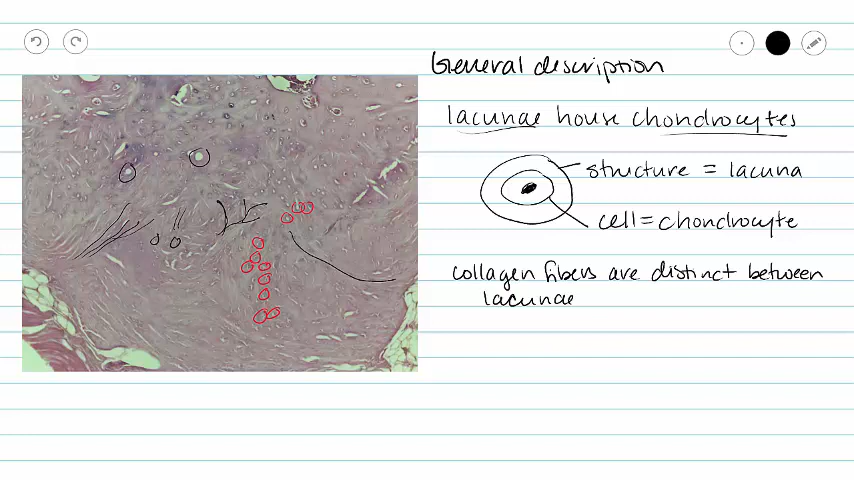 General description
lacunae house chondrocytes
structure = lacuna
cell = chondrocyte
collagen fibers are distinct between
lacunae